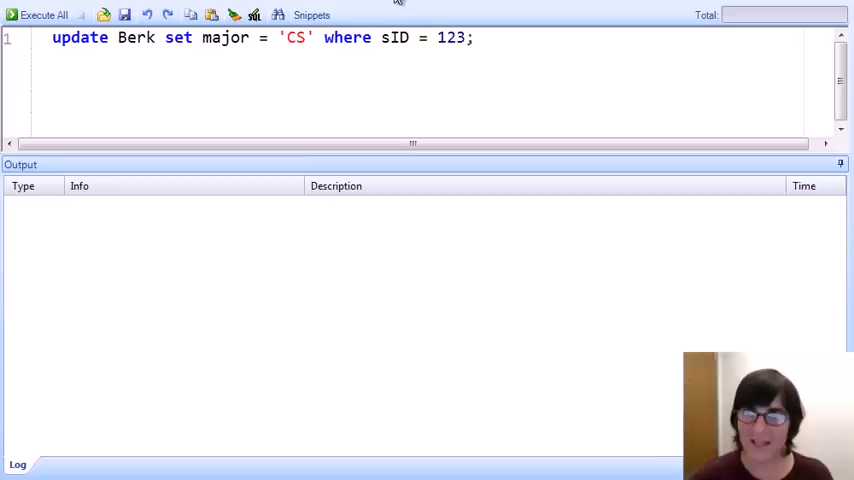 Execute All Snippets Total:
1 update Berk set major = 'CS' where sID = 123;
Output
Type Info Description Time
Log